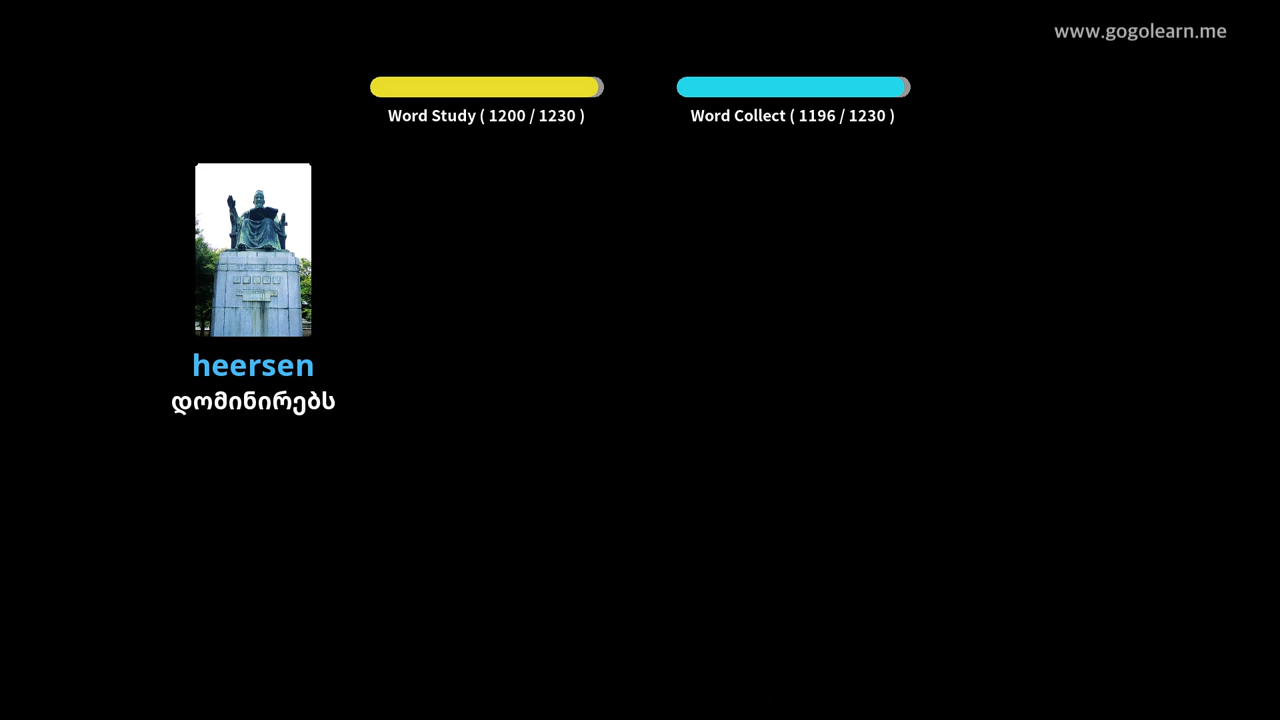 www.gogolearn.me
Word Study ( 1200 / 1230 )
Word Collect ( 1196 / 1230 )
heersen
დომინირებს